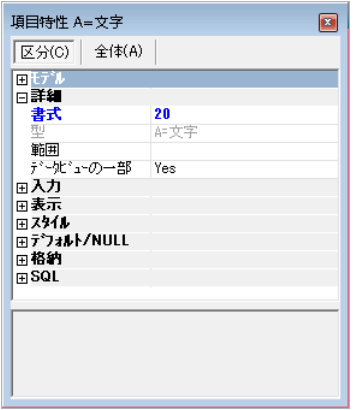 項目特性 A=文字
区分(C) 全体(A)
モデル
詳細
書式 20
型 A=文字
範囲
データビューの一部 Yes
入力
表示
スタイル
デフォルト/NULL
格納
SQL